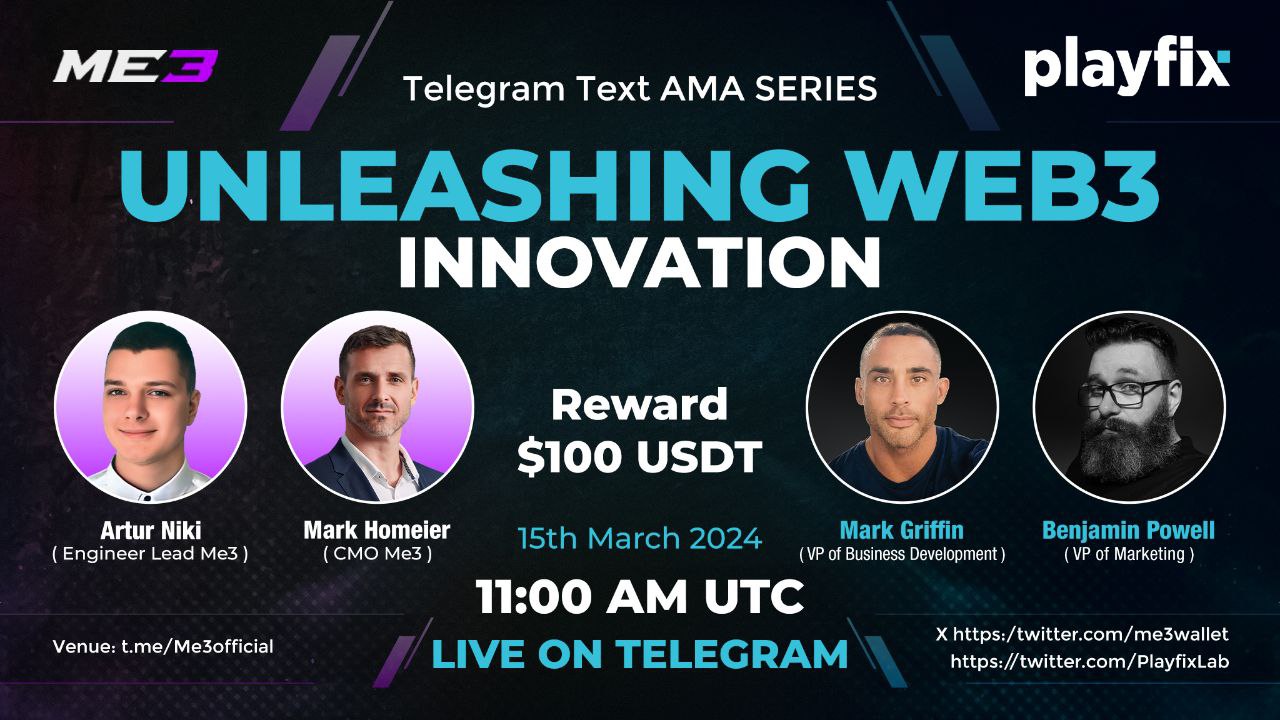 ME3
playfix
Telegram Text AMA SERIES
UNLEASHING WEB3
INNOVATION
Reward
$100 USDT
Artur Niki
( Engineer Lead Me3 )
Mark Homeier
( CMO Me3 )
15th March 2024
Mark Griffin
( VP of Business Development )
Benjamin Powell
( VP of Marketing )
11:00 AM UTC
LIVE ON TELEGRAM
Venue: t.me/Me3official
X https:/twitter.com/me3wallet
https://twitter.com/PlayfixLab